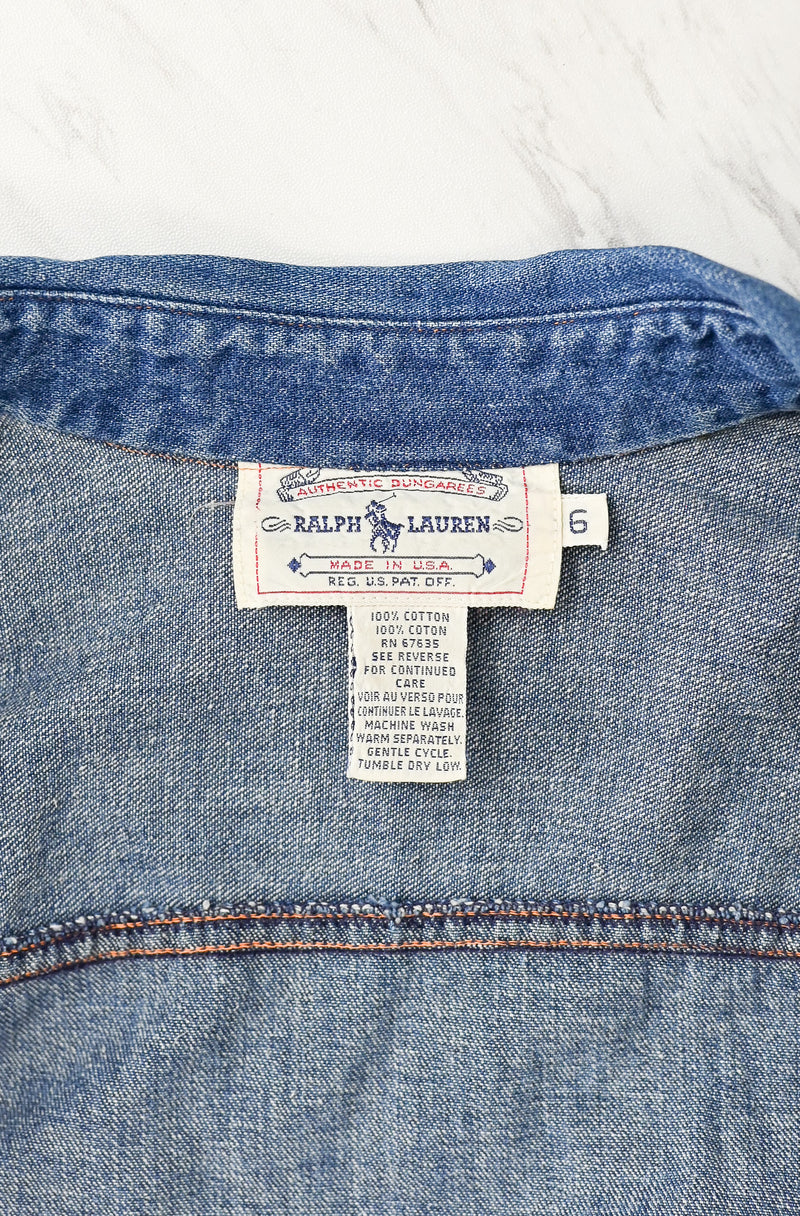 AUTHENTIC DUNGAREES
RALPH LAUREN
MADE IN U.S.A.
REG. U.S. PAT. OFF.
6
100% COTTON
100% COTON
RN 67635
SEE REVERSE
FOR CONTINUED
CARE
VOIR AU VERSO POUR
CONTINUER LE LAVAGE.
MACHINE WASH
WARM SEPARATELY.
GENTLE CYCLE.
TUMBLE DRY LOW.